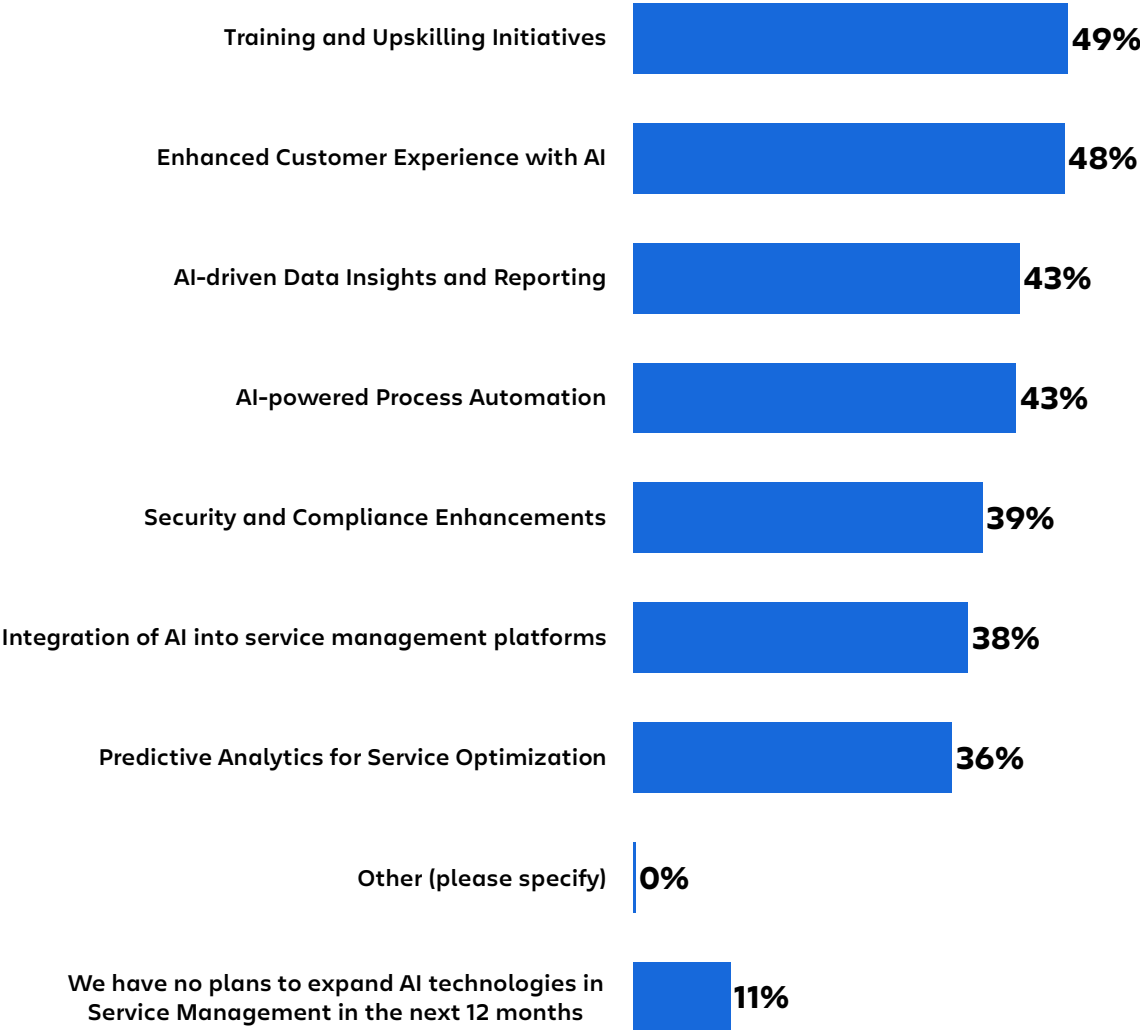 Training and Upskilling Initiatives 49%
Enhanced Customer Experience with AI 48%
AI-driven Data Insights and Reporting 43%
AI-powered Process Automation 43%
Security and Compliance Enhancements 39%
Integration of AI into service management platforms 38%
Predictive Analytics for Service Optimization 36%
Other (please specify) 0%
We have no plans to expand AI technologies in
Service Management in the next 12 months 11%